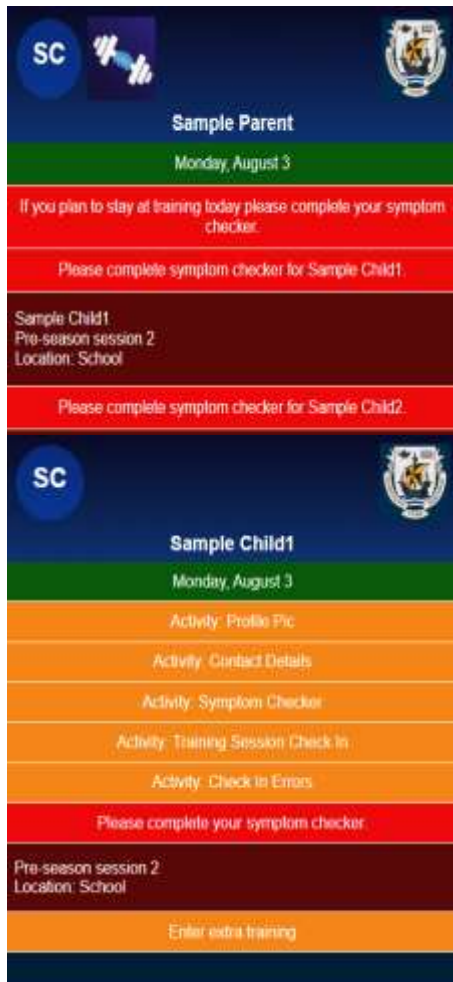 SC
Sample Parent
Monday, August 3
If you plan to stay at training today please complete your symptom
checker.
Please complete symptom checker for Sample Child1.
Sample Child1
Pre-season session 2
Location: School
Please complete symptom checker for Sample Child2.
SC
Sample Child1
Monday, August 3
Activity: Profile Pic
Activity: Contact Details
Activity: Symptom Checker
Activity: Training Session Check In
Activity: Check In Errors
Please complete your symptom checker.
Pre-season session 2
Location: School
Enter extra training